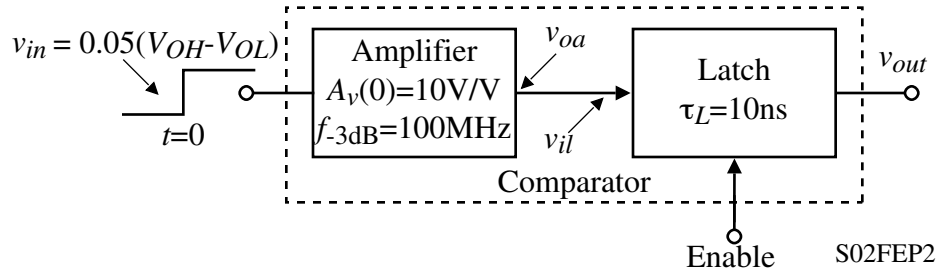 v_in = 0.05(V_OH-V_OL)
t=0
Amplifier
A_v(0)=10V/V
f_-3dB=100MHz
v_oa
v_il
Latch
τ_L=10ns
v_out
Comparator
Enable
S02FEP2